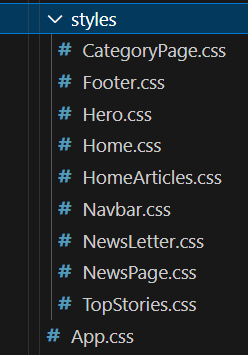 styles
# CategoryPage.css
# Footer.css
# Hero.css
# Home.css
# HomeArticles.css
# Navbar.css
# NewsLetter.css
# NewsPage.css
# TopStories.css
# App.css